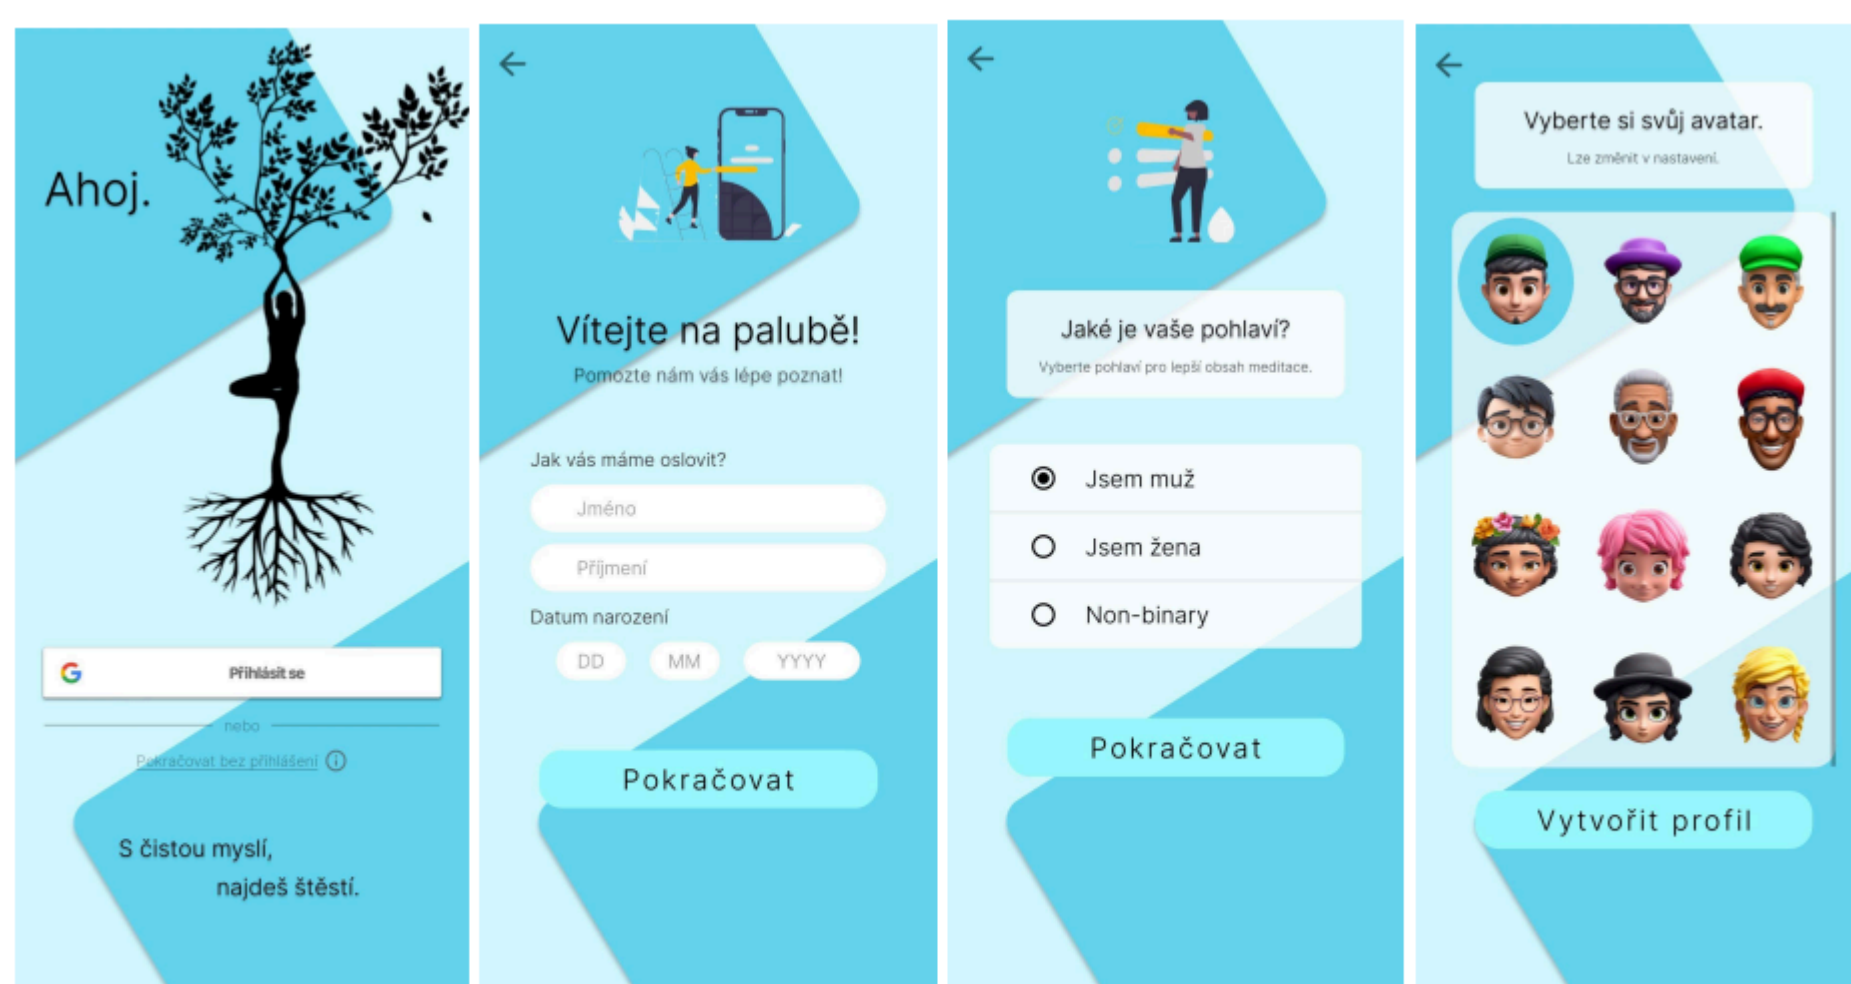 Ahoj.
Přihlásit se
nebo
Pokračovat bez přihlášení
S čistou myslí,
najdeš štěstí.
Vítejte na palubě!
Pomozte nám vás lépe poznat!
Jak vás máme oslovit?
Jméno
Příjmení
Datum narození
DD MM YYYY
Pokračovat
Jaké je vaše pohlaví?
Vyberte pohlaví pro lepší obsah meditace.
Jsem muž
Jsem žena
Non-binary
Pokračovat
Vyberte si svůj avatar.
Lze změnit v nastavení.
Vytvořit profil